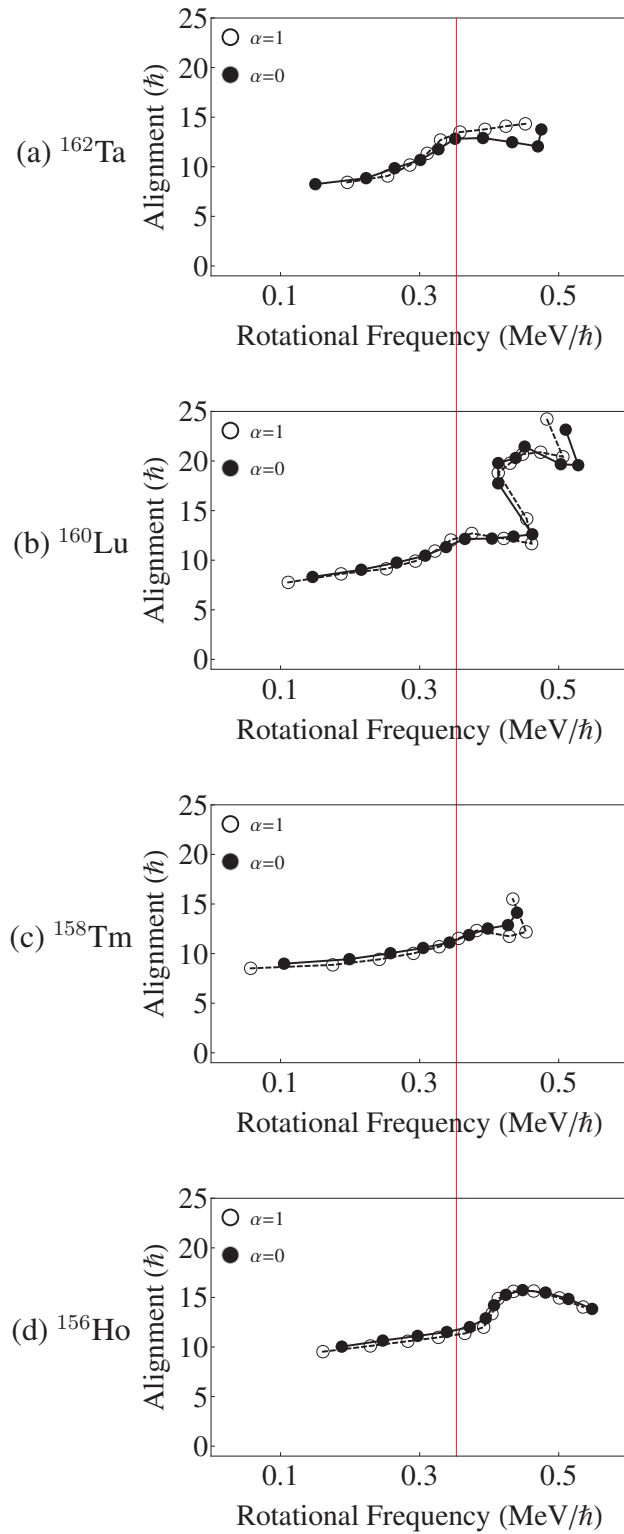 25
20
15
10
5
0
Alignment (ℏ)
α=1
α=0
(a) ¹⁶²Ta
0.1 0.3 0.5
Rotational Frequency (MeV/ℏ)
25
20
15
10
5
0
Alignment (ℏ)
α=1
α=0
(b) ¹⁶⁰Lu
0.1 0.3 0.5
Rotational Frequency (MeV/ℏ)
25
20
15
10
5
0
Alignment (ℏ)
α=1
α=0
(c) ¹⁵⁸Tm
0.1 0.3 0.5
Rotational Frequency (MeV/ℏ)
25
20
15
10
5
0
Alignment (ℏ)
α=1
α=0
(d) ¹⁵⁶Ho
0.1 0.3 0.5
Rotational Frequency (MeV/ℏ)